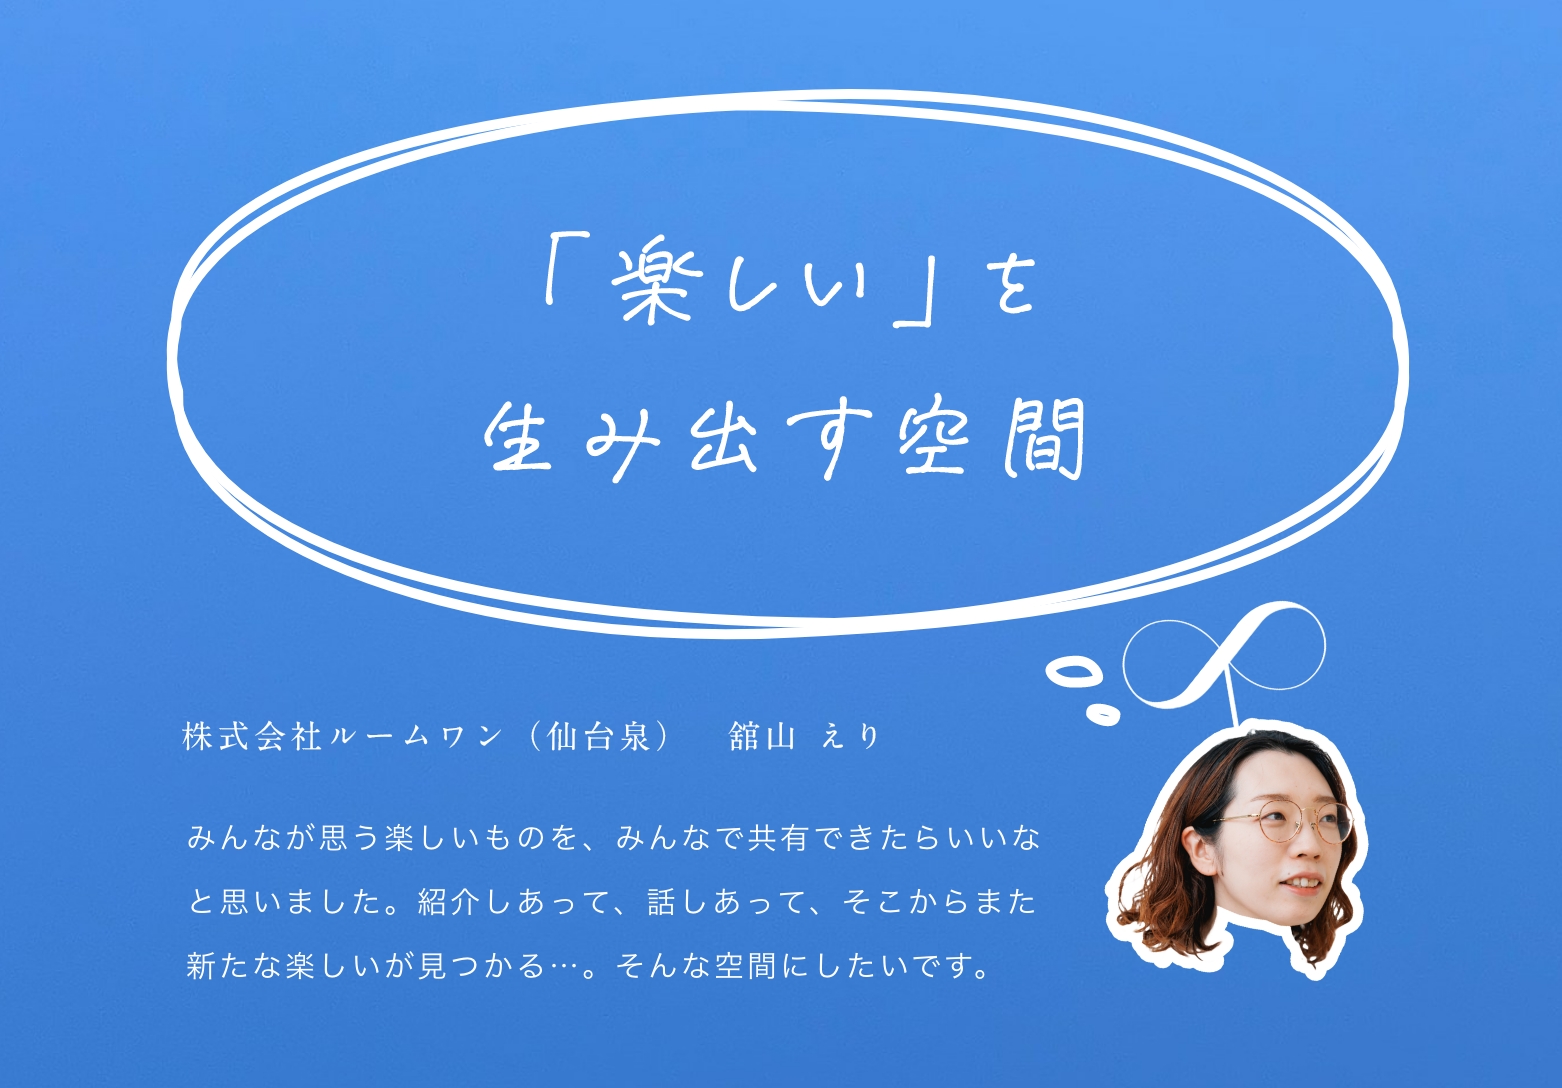 「楽しい」を
生み出す空間
株式会社ルームワン（仙台泉）　舘山 えり
みんなが思う楽しいものを、みんなで共有できたらいいな
と思いました。紹介しあって、話しあって、そこからまた
新たな楽しいが見つかる…。そんな空間にしたいです。